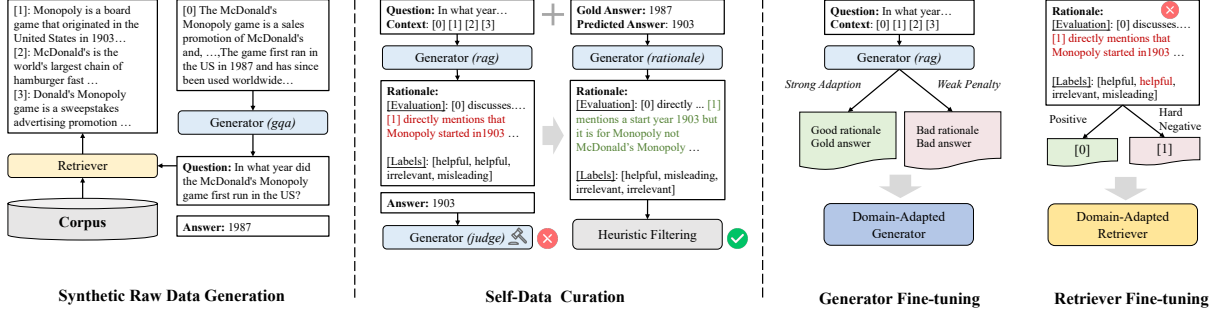 [1]: Monopoly is a board
game that originated in the
United States in 1903…
[2]: McDonald's is the
world's largest chain of
hamburger fast …
[3]: Donald's Monopoly
game is a sweepstakes
advertising promotion …
Retriever
Corpus
[0] The McDonald's
Monopoly game is a sales
promotion of McDonald's
and, …,The game first ran in
the US in 1987 and has since
been used worldwide…
Generator (gqa)
Question: In what year did
the McDonald's Monopoly
game first run in the US?
Answer: 1987
Synthetic Raw Data Generation
Question: In what year…
Context: [0] [1] [2] [3]
Generator (rag)
Rationale:
[Evaluation]: [0] discusses.…
[1] directly mentions that
Monopoly started in1903 …
[Labels]: [helpful, helpful,
irrelevant, misleading]
Answer: 1903
Generator (judge)
Gold Answer: 1987
Predicted Answer: 1903
Generator (rationale)
Rationale:
[Evaluation]: [0] directly ... [1]
mentions a start year 1903 but
it is for Monopoly not
McDonald's Monopoly …
[Labels]: [helpful, misleading,
irrelevant, irrelevant]
Heuristic Filtering
Self-Data Curation
Question: In what year…
Context: [0] [1] [2] [3]
Generator (rag)
Strong Adaption
Weak Penalty
Good rationale
Gold answer
Bad rationale
Bad answer
Domain-Adapted
Generator
Generator Fine-tuning
Rationale:
[Evaluation]: [0] discusses.…
[1] directly mentions that
Monopoly started in1903 …
[Labels]: [helpful, helpful,
irrelevant, misleading]
Positive
Hard
Negative
[0]
[1]
Domain-Adapted
Retriever
Retriever Fine-tuning